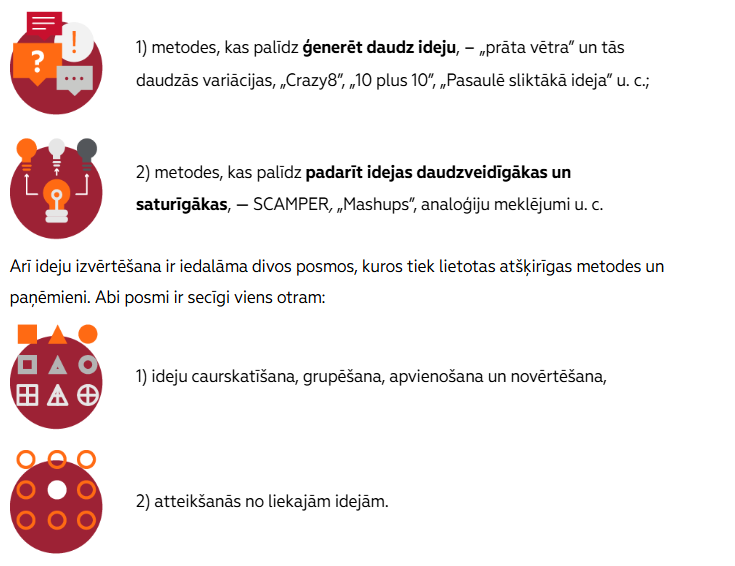 1) metodes, kas palīdz ģenerēt daudz ideju, – „prāta vētra” un tās
daudzās variācijas, „Crazy8”, „10 plus 10”, „Pasaulē sliktākā ideja” u. c.;
2) metodes, kas palīdz padarīt idejas daudzveidīgākas un
saturīgākas, — SCAMPER, „Mashups”, analoģiju meklējumi u. c.
Arī ideju izvērtēšana ir iedalāma divos posmos, kuros tiek lietotas atšķirīgas metodes un
paņēmieni. Abi posmi ir secīgi viens otram:
1) ideju caurskatīšana, grupēšana, apvienošana un novērtēšana,
2) atteikšanās no liekajām idejām.